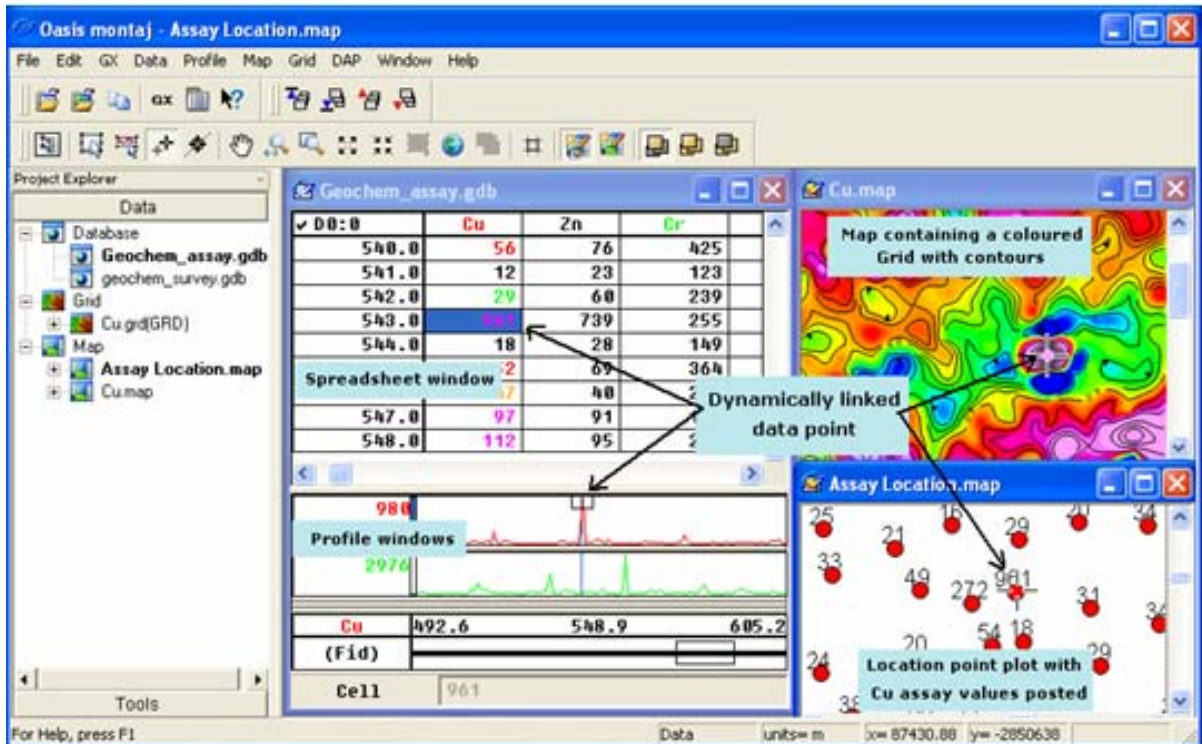 Oasis montaj - Assay Location.map
File Edit GX Data Profile Map Grid DAP Window Help
GX
Project Explorer
Data
Database
Geochem_assay.gdb
geochem_survey.gdb
Grid
Cu.grd(GRD)
Map
Assay Location.map
Cu.map
Tools
Geochem_assay.gdb
D0:0 Cu Zn Cr
540.0 56 76 425
541.0 12 23 123
542.0 29 60 239
543.0 961 739 255
544.0 18 28 149
69 364
40
547.0 97 91
548.0 112 95
Spreadsheet window
Dynamically linked
data point
980
Profile windows
2976
Cu 492.6 548.9 605.2
(Fid)
Cell 961
Cu.map
Map containing a coloured
Grid with contours
Assay Location.map
25 21 16 29 20 34
33 49 272 961 31
20 54 18 29
24
Location point plot with
Cu assay values posted
For Help, press F1 Data units= m x= 87430.88 y= -2850638